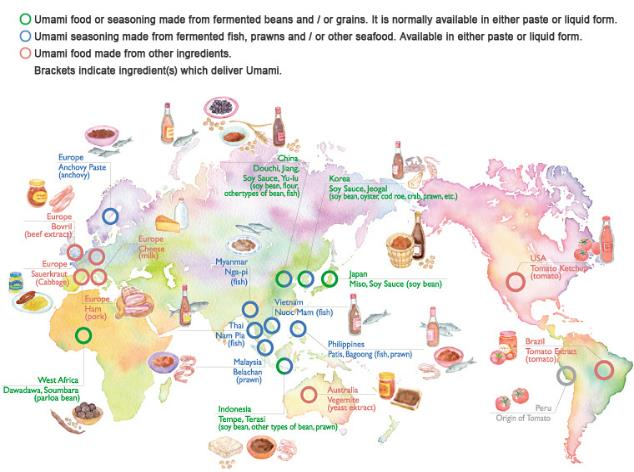 Umami food or seasoning made from fermented beans and / or grains. It is normally available in either paste or liquid form.
Umami seasoning made from fermented fish, prawns and / or other seafood. Available in either paste or liquid form.
Umami food made from other ingredients.
Brackets indicate ingredient(s) which deliver Umami.
Europe
Anchovy Paste
(anchovy)
China
Douchi, Jiang,
Soy Sauce, Yu-lu
(soy bean, flour,
othertypes of bean, fish)
Korea
Soy Sauce, Jeogal
(soy bean, oyster, cod roe, crab, prawn, etc.)
Europe
Bovril
(beef extract)
Europe
Cheese
(milk)
Europe
Sauerkraut
(Cabbage)
Myanmar
Nga-pi
(fish)
Japan
Miso, Soy Sauce (soy bean)
USA
Tomato Ketchup
(tomato)
Europe
Ham
(pork)
Vietnam
Nuoc Mam (fish)
Thai
Nam Pla
(fish)
Philippines
Patis, Bagoong (fish, prawn)
Brazil
Tomato Extract
(tomato)
Malaysia
Belachan
(prawn)
West Africa
Dawadawa, Soumbara
(parloa bean)
Australia
Vegemite
(yeast extract)
Peru
Origin of Tomato
Indonesia
Tempe, Terasi
(soy bean, other types of bean, prawn)